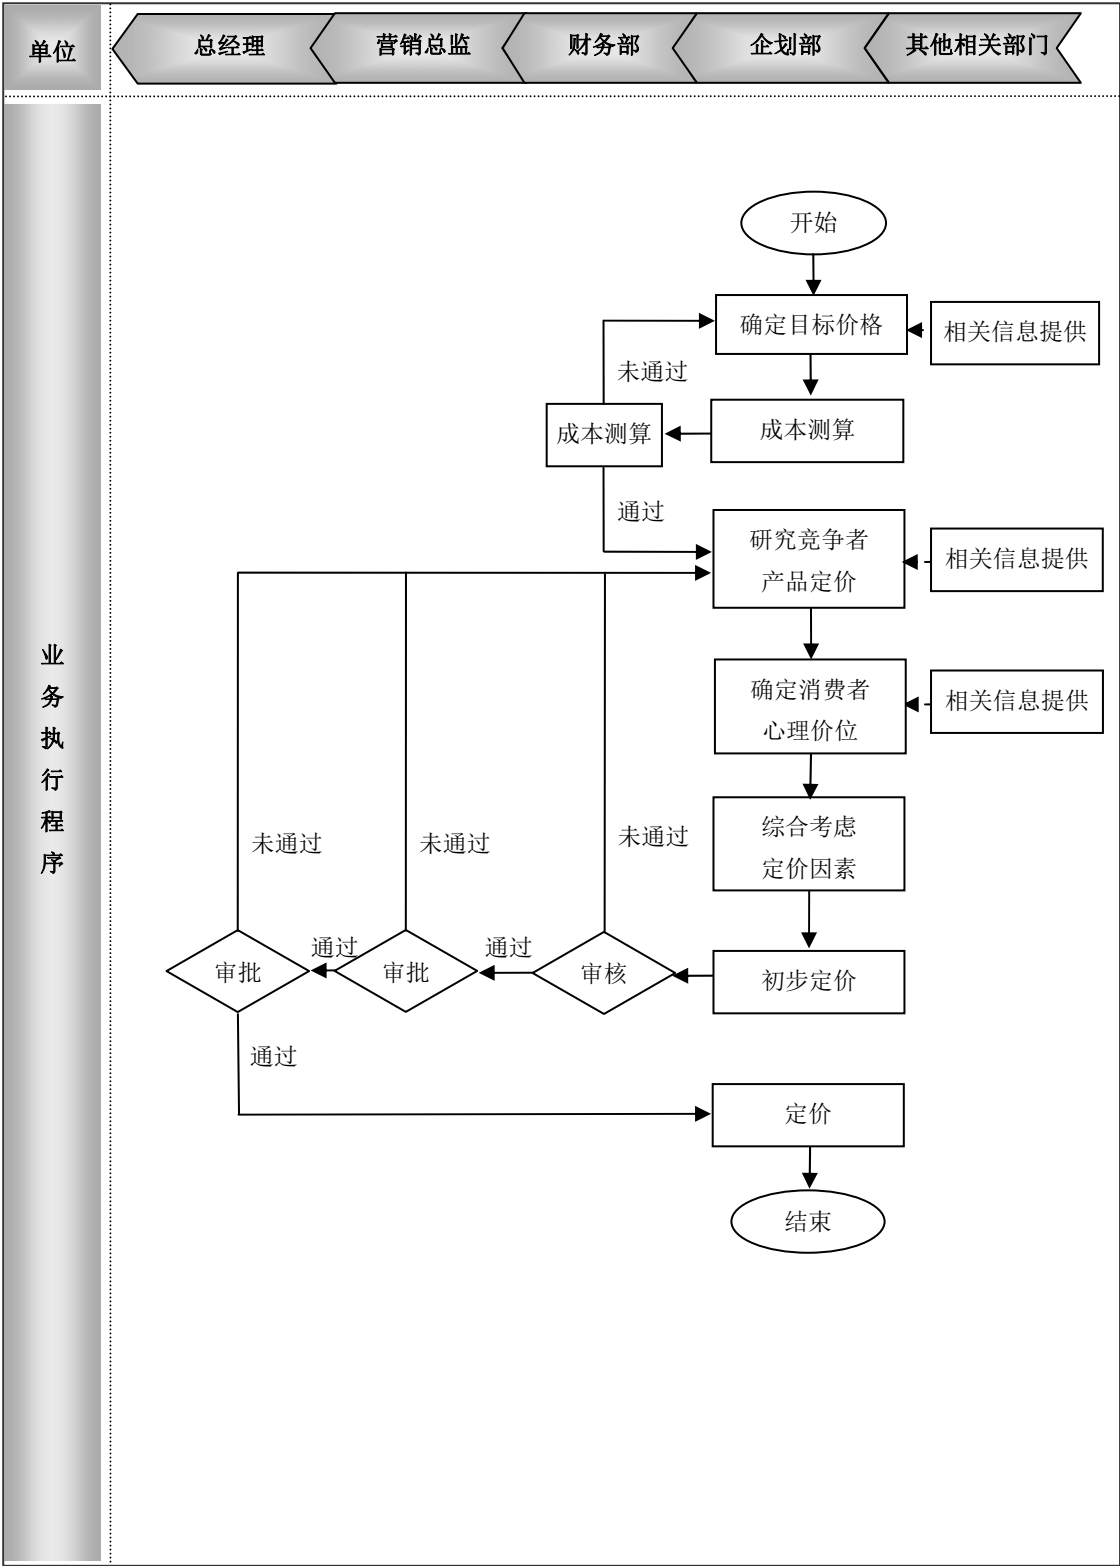 单位
总经理
营销总监
财务部
企划部
其他相关部门
业
务
执
行
程
序
开始
确定目标价格
相关信息提供
未通过
成本测算
成本测算
通过
研究竞争者
产品定价
相关信息提供
确定消费者
心理价位
相关信息提供
综合考虑
定价因素
未通过
未通过
未通过
审批
通过
审批
通过
审核
初步定价
通过
定价
结束